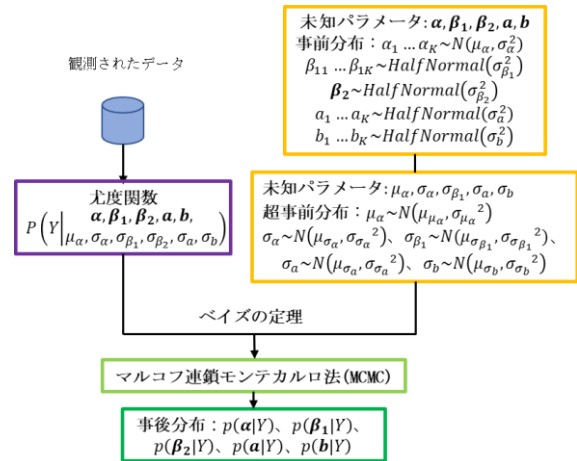 観測されたデータ
未知パラメータ: α, β₁, β₂, a, b
事前分布：α₁ … α_K~N(μ_α, σ_α²)
β₁₁ … β₁K~HalfNormal(σ_β₁²)
β₂~HalfNormal(σ_β₂²)
a₁ … a_K~HalfNormal(σ_a²)
b₁ … b_K~HalfNormal(σ_b²)
尤度関数
P(Y|α, β₁, β₂, a, b,
μ_α, σ_α, σ_β₁, σ_β₂, σ_a, σ_b)
未知パラメータ: μ_α, σ_α, σ_β₁, σ_a, σ_b
超事前分布：μ_α~N(μ_μα, σ_μα²)
σ_α~N(μ_σα, σ_σα²)、σ_β₁~N(μ_σβ₁, σ_σβ₁²)、
σ_a~N(μ_σa, σ_σa²)、σ_b~N(μ_σb, σ_σb²)
ベイズの定理
マルコフ連鎖モンテカルロ法(MCMC)
事後分布：p(α|Y)、p(β₁|Y)、
p(β₂|Y)、p(a|Y)、p(b|Y)